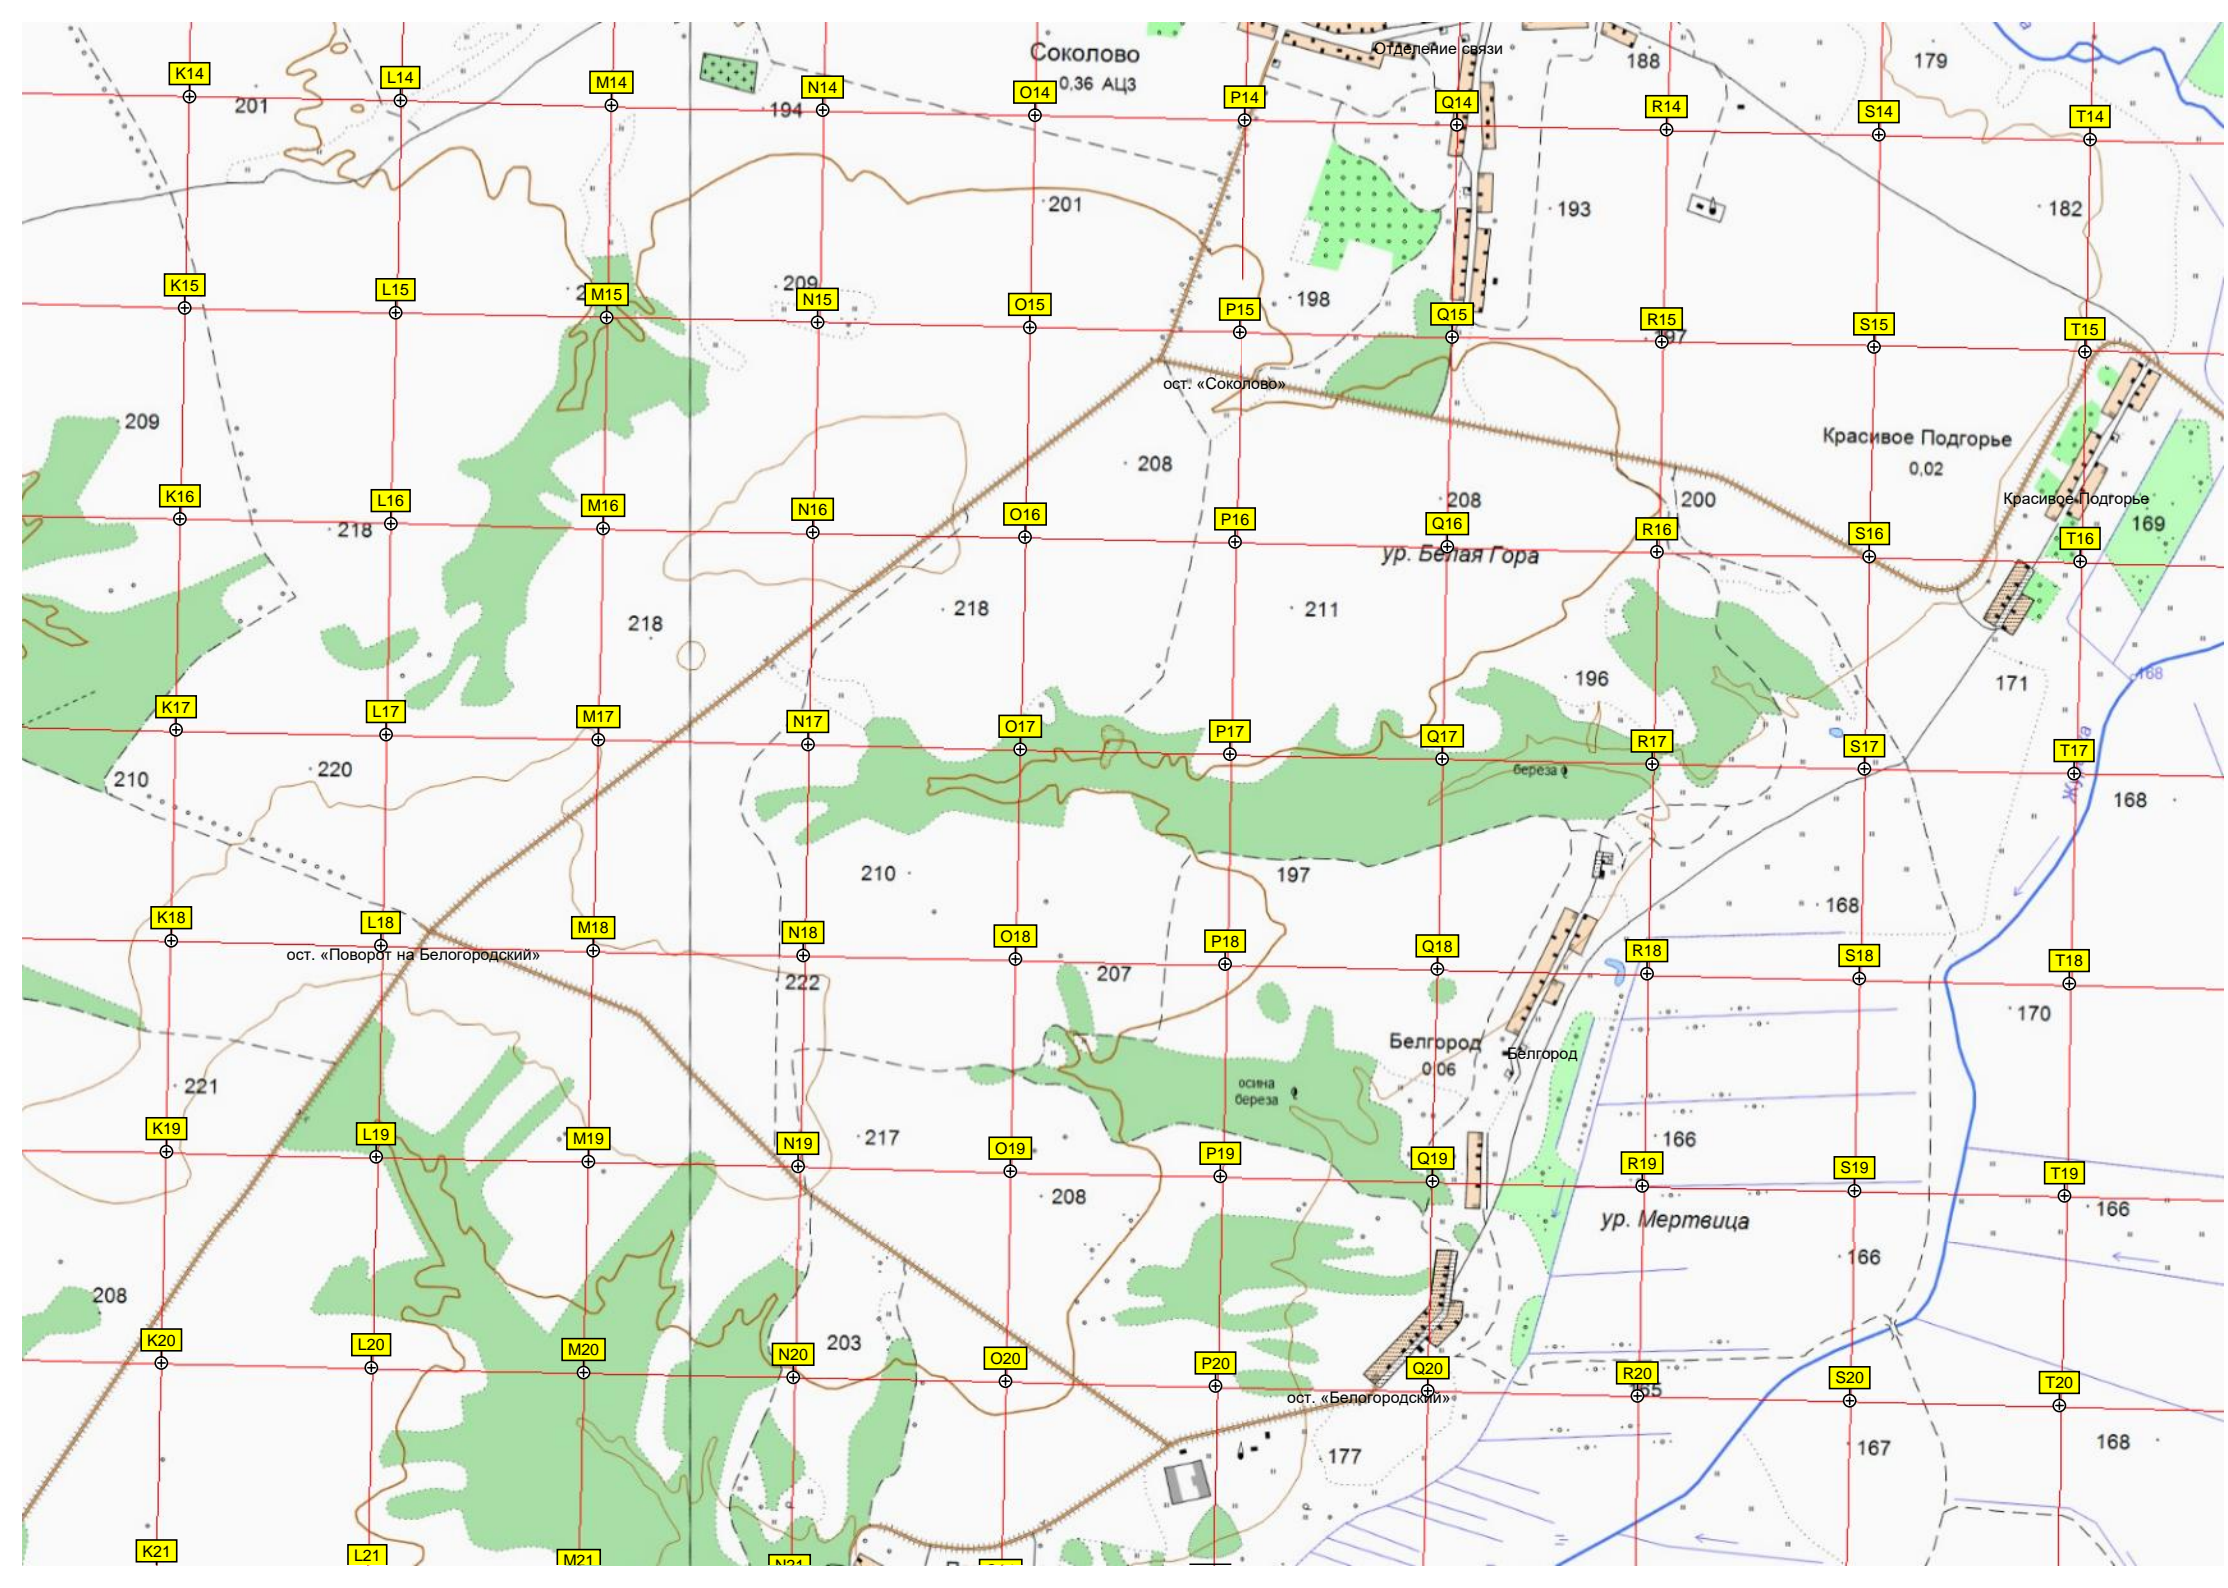 Соколово
0,36 АЦЗ
Отделение связи
188
179
K14
L14
M14
N14
O14
P14
Q14
R14
S14
T14
201
194
201
193
182
K15
L15
M15
209
N15
O15
P15
198
Q15
R15
S15
T15
ост. «Соколово»
209
208
208
200
Красивое Подгорье
0,02
Красивое Подгорье
169
K16
L16
M16
N16
O16
P16
Q16
R16
S16
T16
218
ур. Белая Гора
218
218
211
196
171
168
K17
L17
M17
N17
O17
P17
Q17
R17
S17
T17
210
220
береза
168
210
197
168
K18
L18
M18
N18
O18
P18
Q18
R18
S18
T18
ост. «Поворот на Белогородский»
222
207
170
Белгород
0,06
Белгород
221
осина
береза
217
166
K19
L19
M19
N19
O19
P19
Q19
R19
S19
T19
208
ур. Мертвица
166
166
208
203
K20
L20
M20
N20
O20
P20
Q20
R20
S20
T20
ост. «Белогородский»
177
167
168
K21
L21
M21
N21